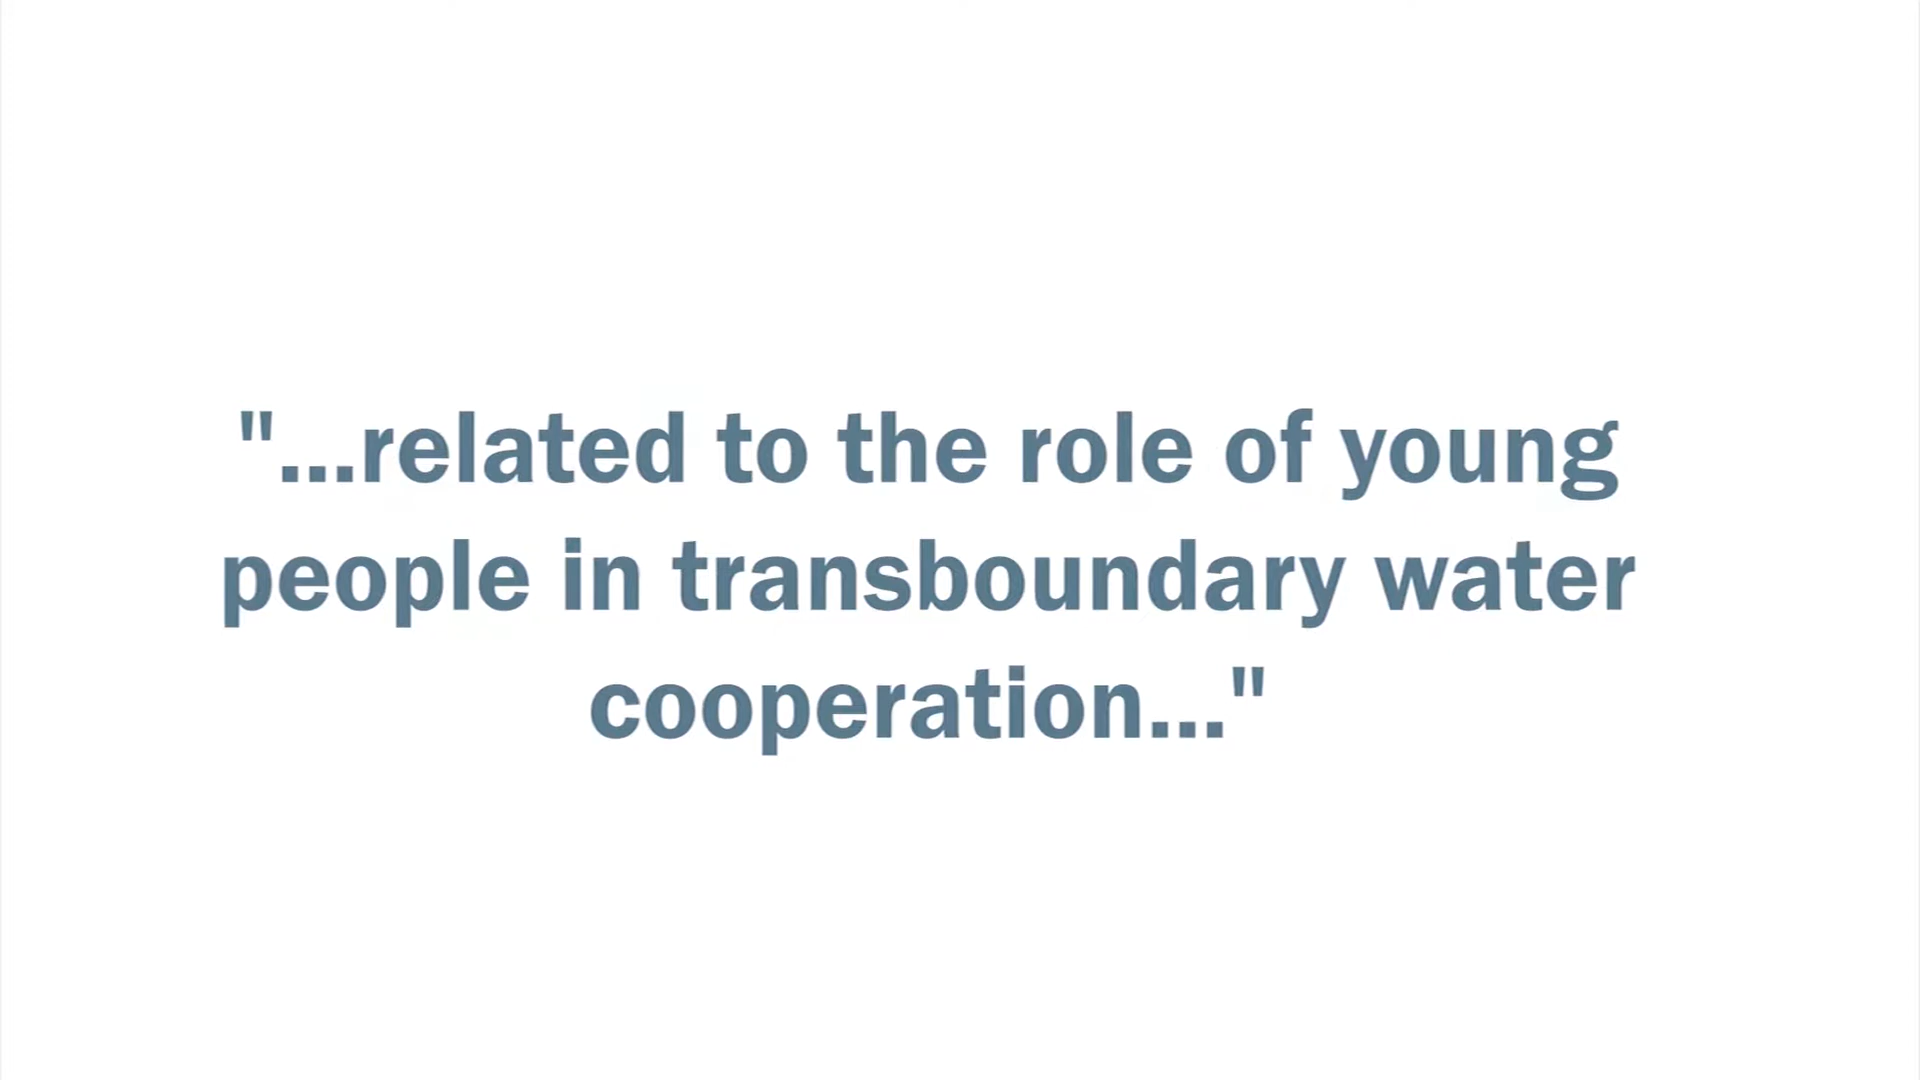 "...related to the role of young
people in transboundary water
cooperation..."